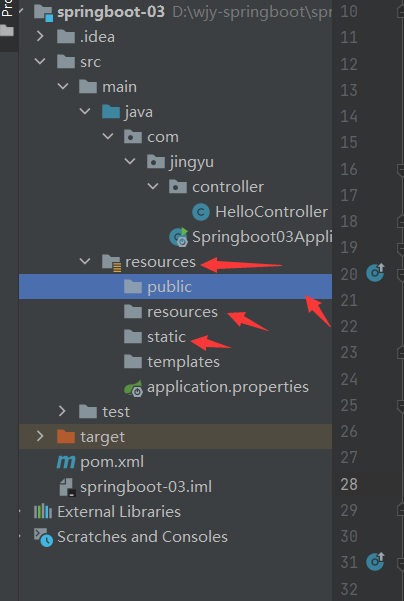 Pro
springboot-03 D:\wjy-springboot\spr
.idea
src
main
java
com
jingyu
controller
HelloController
Springboot03Appli
resources
public
resources
static
templates
application.properties
test
target
pom.xml
springboot-03.iml
External Libraries
Scratches and Consoles
10
11
12
13
14
16
17
18
19
20
21
22
23
24
25
26
27
28
29
30
31
32